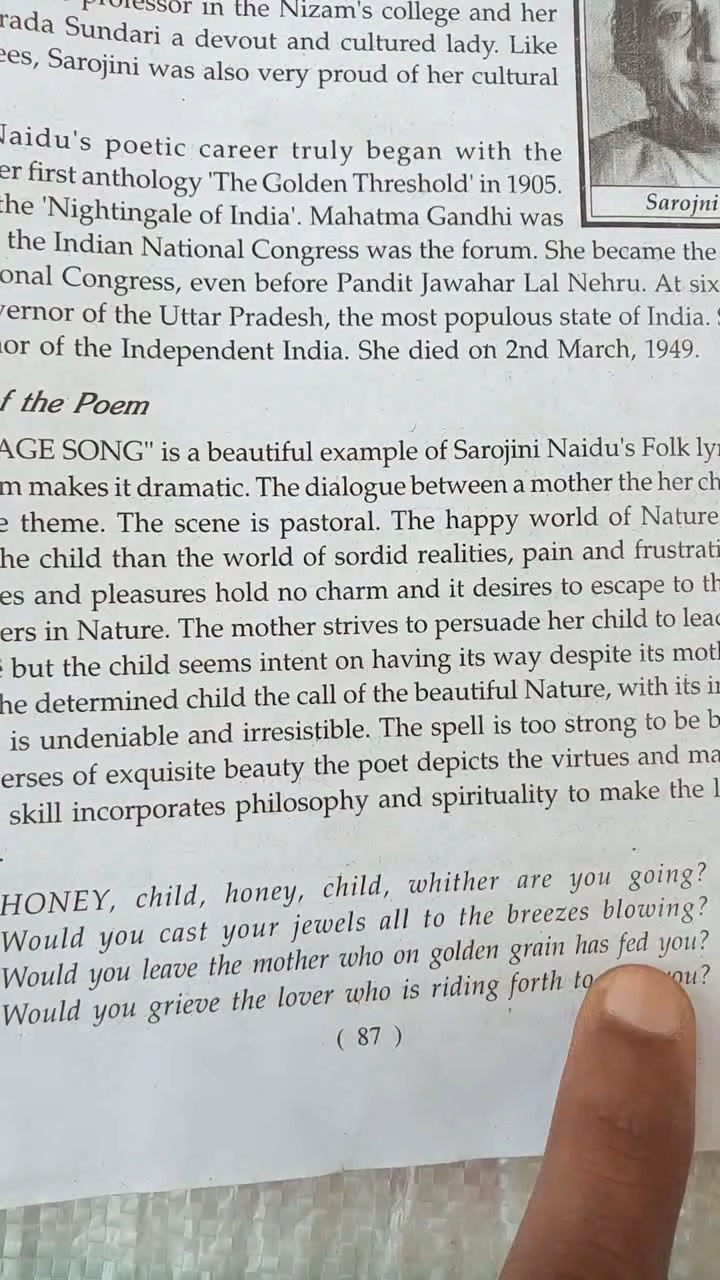 professor in the Nizam's college and her
rada Sundari a devout and cultured lady. Like
ees, Sarojini was also very proud of her cultural
Naidu's poetic career truly began with the
er first anthology 'The Golden Threshold' in 1905.
the 'Nightingale of India'. Mahatma Gandhi was
Sarojni
the Indian National Congress was the forum. She became the
onal Congress, even before Pandit Jawahar Lal Nehru. At six
vernor of the Uttar Pradesh, the most populous state of India.
nor of the Independent India. She died on 2nd March, 1949.
f the Poem
AGE SONG" is a beautiful example of Sarojini Naidu's Folk ly
m makes it dramatic. The dialogue between a mother the her ch
e theme. The scene is pastoral. The happy world of Nature
he child than the world of sordid realities, pain and frustrati
es and pleasures hold no charm and it desires to escape to th
ers in Nature. The mother strives to persuade her child to lead
but the child seems intent on having its way despite its moth
he determined child the call of the beautiful Nature, with its in
is undeniable and irresistible. The spell is too strong to be b
erses of exquisite beauty the poet depicts the virtues and ma
skill incorporates philosophy and spirituality to make the l
HONEY, child, honey, child, whither are you going?
Would you cast your jewels all to the breezes blowing?
Would you leave the mother who on golden grain has fed you?
Would you grieve the lover who is riding forth to you?
( 87 )